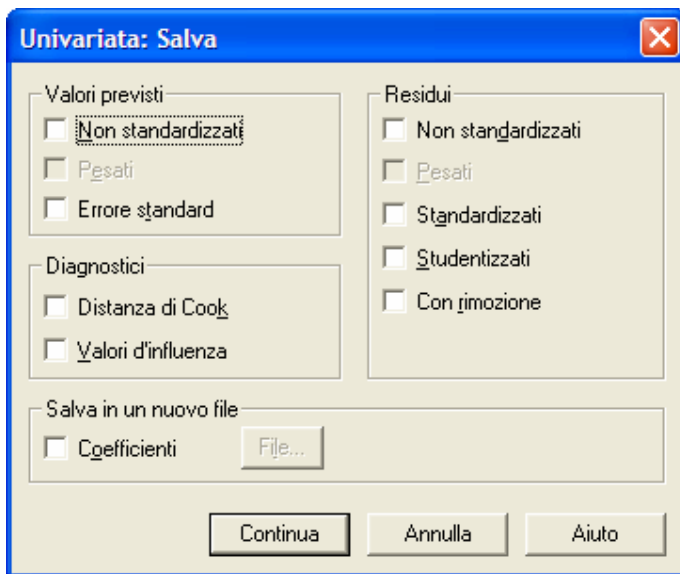 Univariata: Salva
Valori previsti
Non standardizzati
Pesati
Errore standard
Diagnostici
Distanza di Cook
Valori d'influenza
Residui
Non standardizzati
Pesati
Standardizzati
Studentizzati
Con rimozione
Salva in un nuovo file
Coefficienti
File...
Continua
Annulla
Aiuto